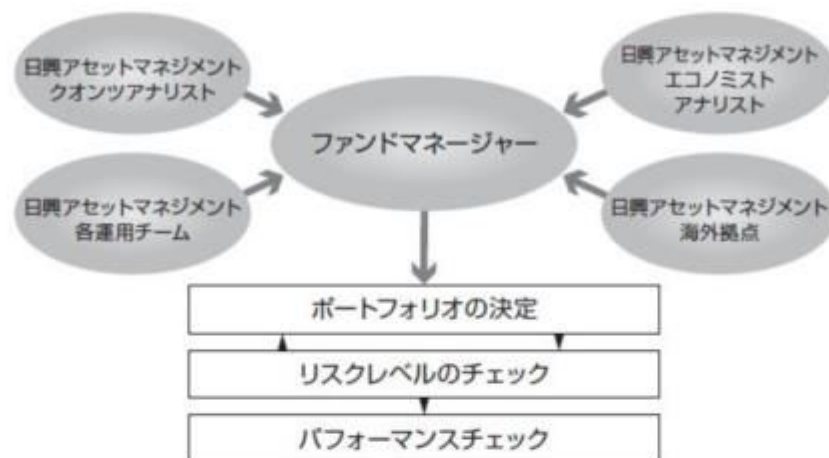 日興アセットマネジメント
クオンツアナリスト
日興アセットマネジメント
エコノミスト
アナリスト
ファンドマネージャー
日興アセットマネジメント
各運用チーム
日興アセットマネジメント
海外拠点
ポートフォリオの決定
リスクレベルのチェック
パフォーマンスチェック